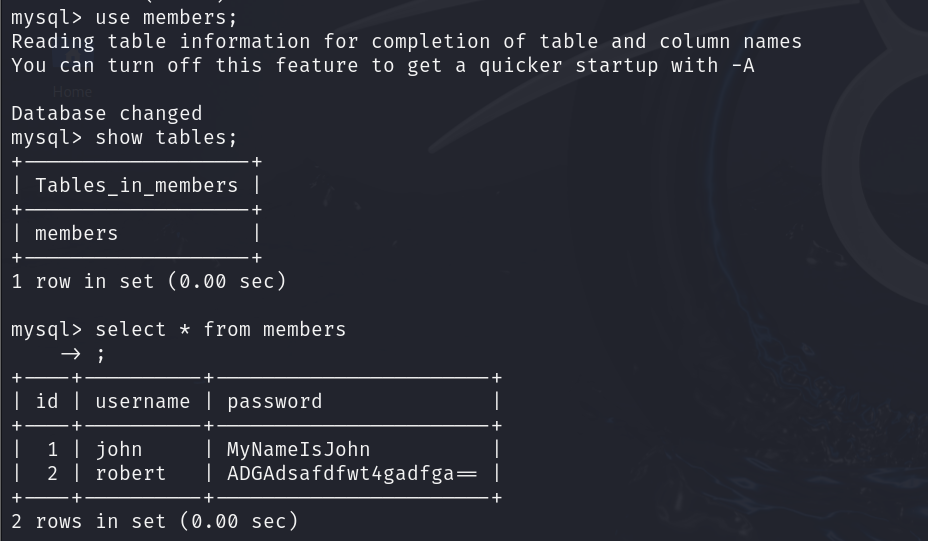 mysql> use members;
Reading table information for completion of table and column names
You can turn off this feature to get a quicker startup with -A
Home
Database changed
mysql> show tables;
+-------------------+
| Tables_in_members |
+-------------------+
| members           |
+-------------------+
1 row in set (0.00 sec)
mysql> select * from members
    -> ;
+----+----------+-----------------------+
| id | username | password              |
+----+----------+-----------------------+
|  1 | john     | MyNameIsJohn          |
|  2 | robert   | ADGAdsafdfwt4gadfga== |
+----+----------+-----------------------+
2 rows in set (0.00 sec)